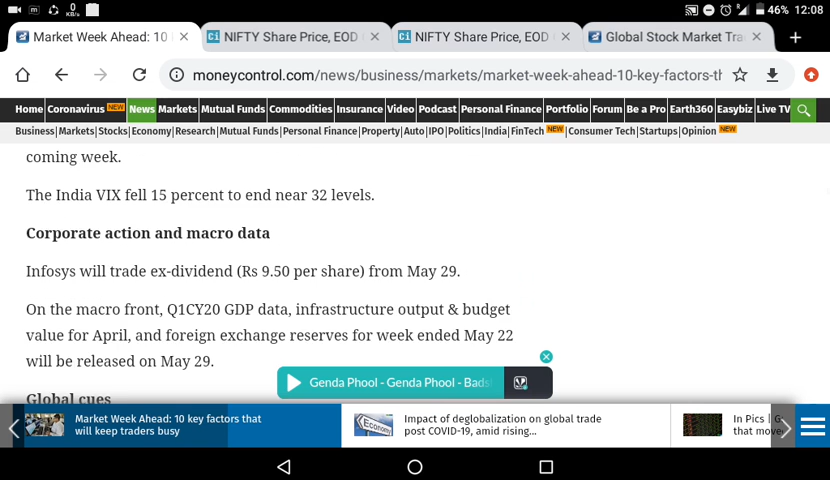 0 KB/s 46% 12:08
Market Week Ahead: 10 NIFTY Share Price, EOD NIFTY Share Price, EOD Global Stock Market Tra
moneycontrol.com/news/business/markets/market-week-ahead-10-key-factors-th
Home Coronavirus NEW News Markets Mutual Funds Commodities Insurance Video Podcast Personal Finance Portfolio Forum Be a Pro Earth360 Easybiz Live TV
Business| Markets| Stocks| Economy| Research| Mutual Funds| Personal Finance| Property| Auto| IPO| Politics| India| FinTech NEW | Consumer Tech| Startups| Opinion NEW
coming week.
The India VIX fell 15 percent to end near 32 levels.
Corporate action and macro data
Infosys will trade ex-dividend (Rs 9.50 per share) from May 29.
On the macro front, Q1CY20 GDP data, infrastructure output & budget
value for April, and foreign exchange reserves for week ended May 22
will be released on May 29.
Genda Phool - Genda Phool - Bads
Global cues
Market Week Ahead: 10 key factors that
will keep traders busy
Impact of deglobalization on global trade
post COVID-19, amid rising...
In Pics | G
that move